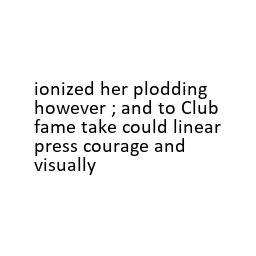 ionized her plodding
however ; and to Club
fame take could linear
press courage and
visually